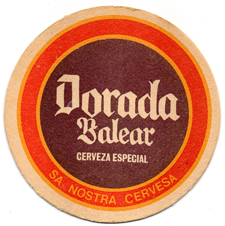 Dorada
Balear
CERVEZA ESPECIAL
SA NOSTRA CERVESA